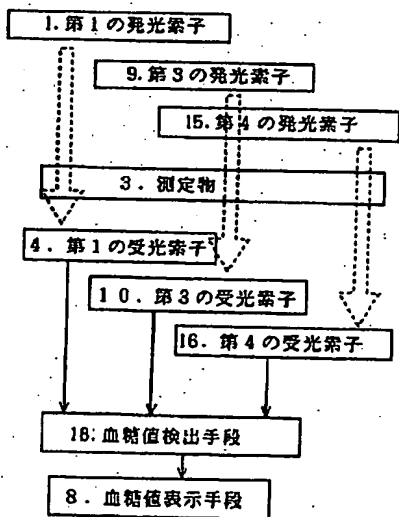 1.第1の発光素子
9.第3の発光素子
15.第4の発光素子
3.測定物
4.第1の受光素子
10.第3の受光素子
16.第4の受光素子
18:血糖値検出手段
8.血糖値表示手段